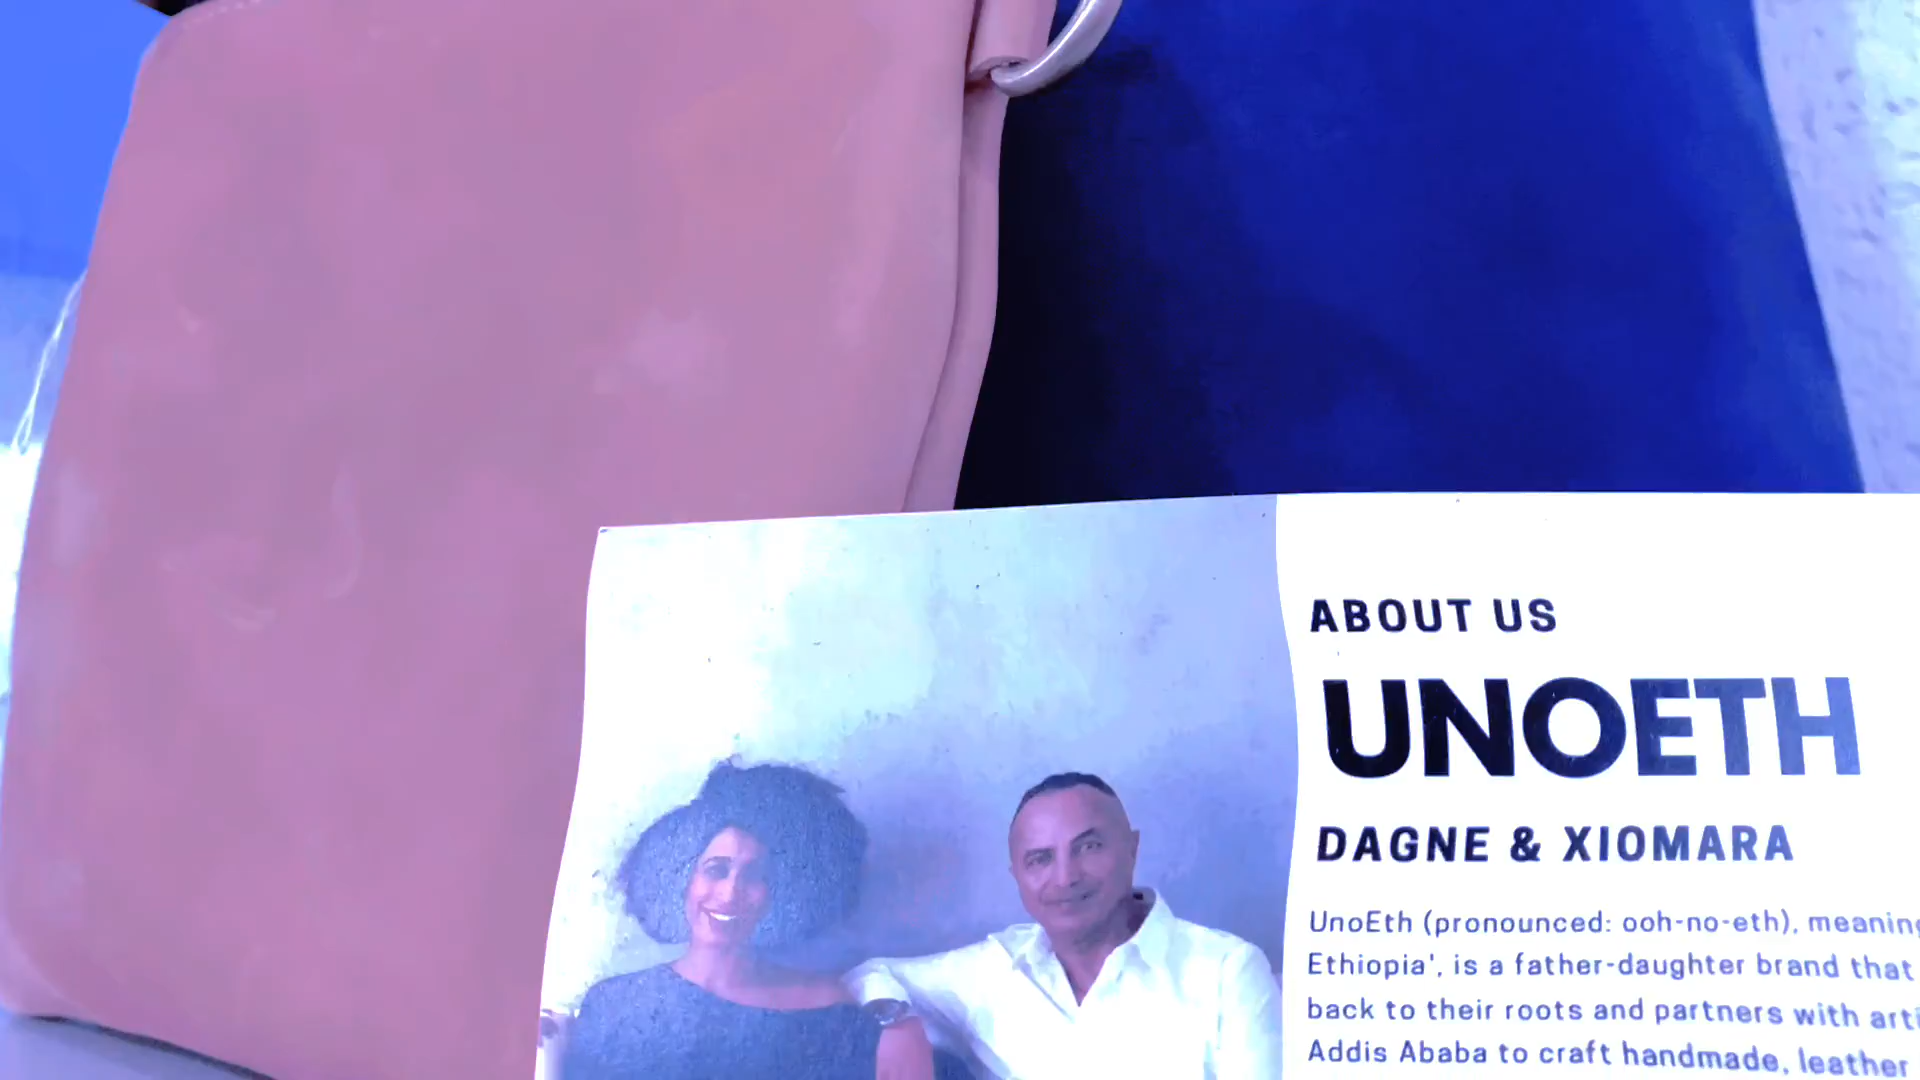 ABOUT US
UNOETH
DAGNE & XIOMARA
UnoEth (pronounced: ooh-no-eth), meaning
Ethiopia', is a father-daughter brand that
back to their roots and partners with arti
Addis Ababa to craft handmade, leather